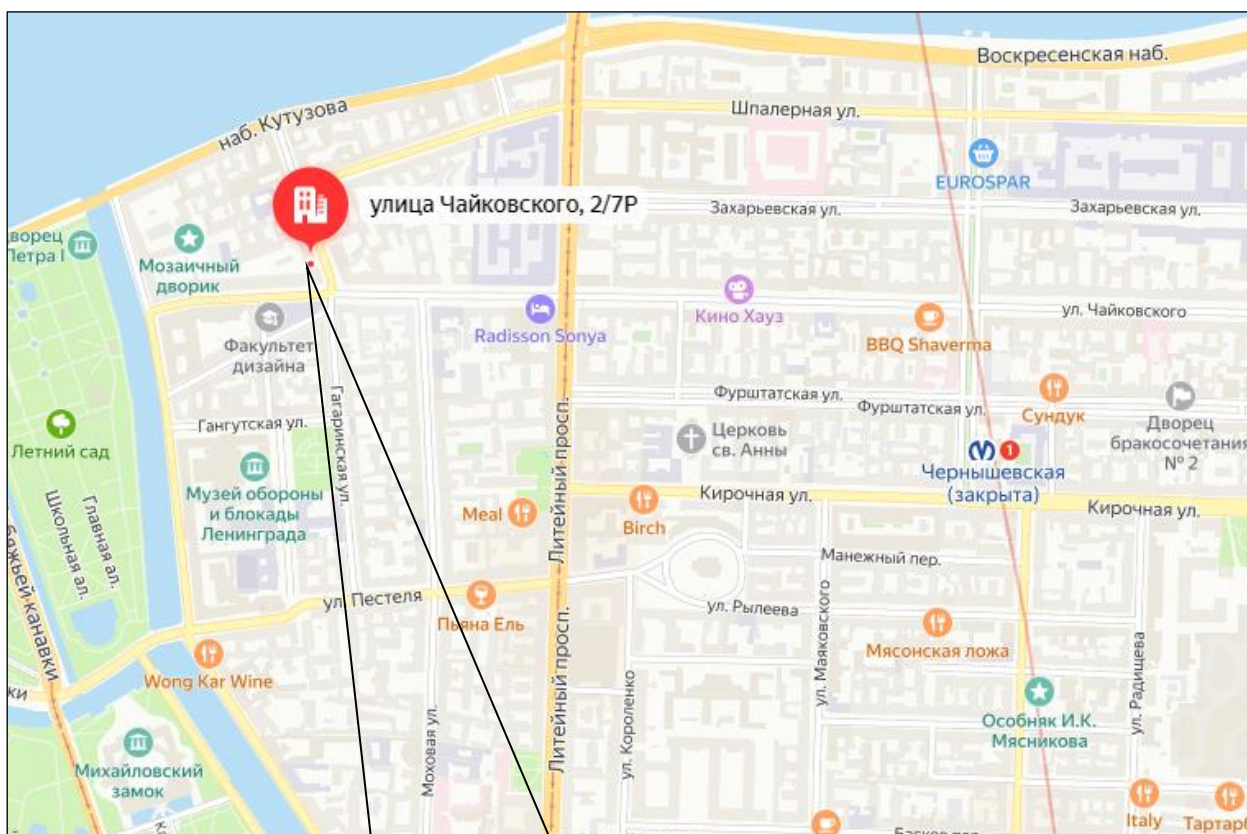 Воскресенская наб.
наб. Кутузова
Шпалерная ул.
EUROSPAR
улица Чайковского, 2/7Р
Захарьевская ул.
Захарьевская ул.
Петра I
Мозаичный
дворик
Кино Хауз
ул. Чайковского
Radisson Sonya
BBQ Shaverma
Факультет
дизайна
Гагаринская ул.
Фурштатская ул.
Фурштатская ул.
Сундук
Гангутская ул.
Летний сад
Церковь
св. Анны
1
Чернышевская
(закрыта)
Дворец
бракосочетания
№ 2
Музей обороны
и блокады
Ленинграда
Главная ал.
Школьная ал.
Литейный просп.
Meal
Birch
Кирочная ул.
Кирочная ул.
Манежный пер.
ул. Пестеля
Пьяна Ель
ул. Рылеева
ул. Маяковского
Мясонская ложа
ул. Радищева
Wong Kar Wine
Литейный просп.
ул. Короленко
Моховая ул.
Особняк И.К.
Мясникова
Михайловский
замок
Italy